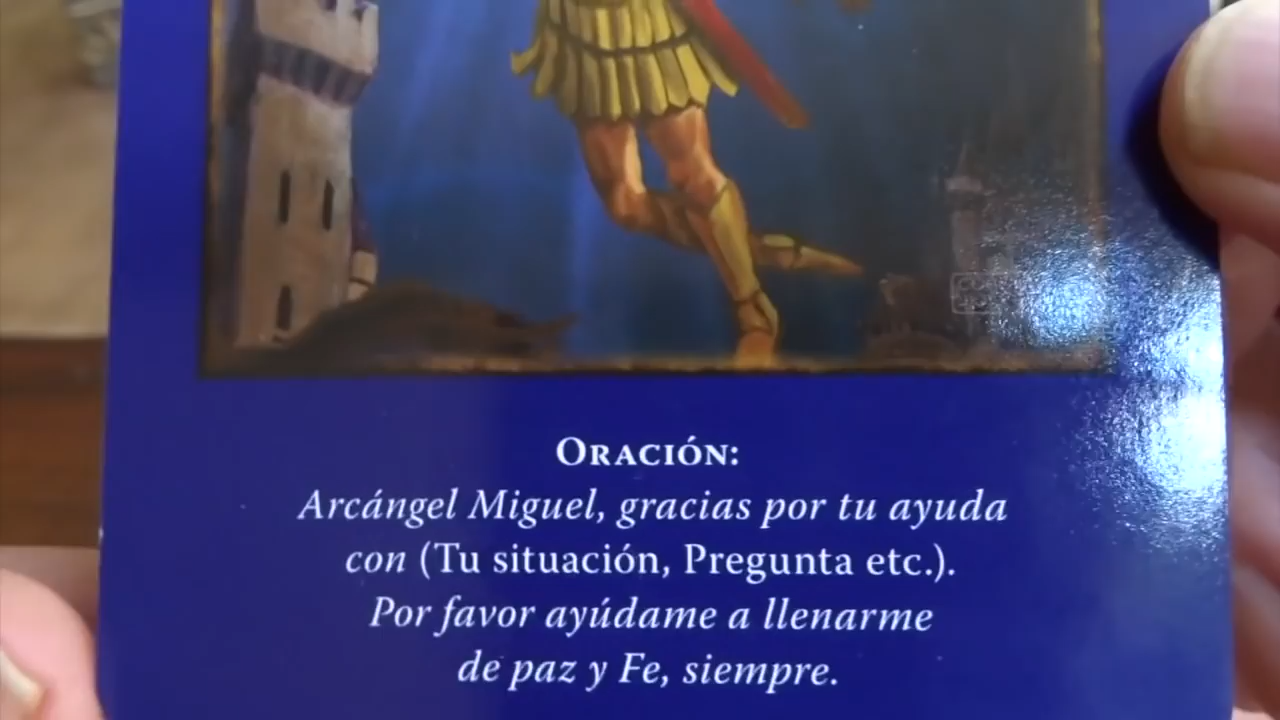 ORACIÓN:
Arcángel Miguel, gracias por tu ayuda
con (Tu situación, Pregunta etc.).
Por favor ayúdame a llenarme
de paz y Fe, siempre.